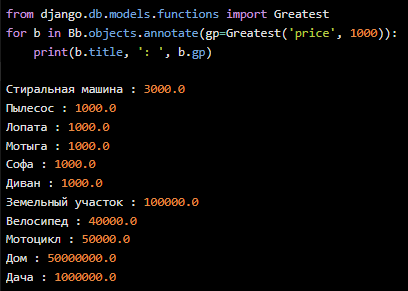 from django.db.models.functions import Greatest
for b in Bb.objects.annotate(gp=Greatest('price', 1000)):
    print(b.title, ': ', b.gp)

Стиральная машина : 3000.0
Пылесос : 1000.0
Лопата : 1000.0
Мотыга : 1000.0
Софа : 1000.0
Диван : 1000.0
Земельный участок : 100000.0
Велосипед : 40000.0
Мотоцикл : 50000.0
Дом : 50000000.0
Дача : 1000000.0